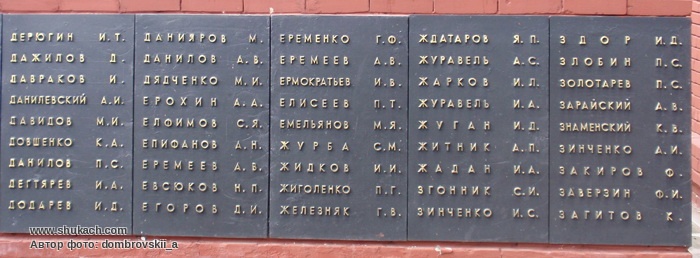 ДЕРЮГИН И.Т.
ДАЖИЛОВ Д.
ДАВРАКОВ И.
ДАНИЛЕВСКИЙ А.И.
ДАВИДОВ М.И.
ДОВШЕНКО К.А.
ДАНИЛОВ П.С.
ДЕГТЯРЕВ И.А.
ДОДАРЕВ И.Д.
ДАНИЯРОВ М.
ДАНИЛОВ А.В.
ДЯДЧЕНКО М.И.
ЕРОХИН А.А.
ЕЛФИМОВ С.Я.
ЕПИФАНОВ А.Н.
ЕРЕМЕЕВ А.В.
ЕВСЮКОВ Н.П.
ЕГОРОВ Д.И.
ЕРЕМЕНКО Г.Ф.
ЕРЕМЕЕВ А.В.
ЕРМОКРАТЬЕВ И.В.
ЕЛИСЕЕВ П.Т.
ЕМЕЛЬЯНОВ М.Я.
ЖУРБА С.М.
ЖИДКОВ И.И.
ЖИГОЛЕНКО П.Г.
ЖЕЛЕЗНЯК Г.В.
ЖДАТАРОВ Я.П.
ЖУРАВЕЛЬ А.С.
ЖАРКОВ И.Л.
ЖУРАВЕЛЬ И.А.
ЖУГАН И.Д.
ЖИТНИК А.П.
ЖАДАН И.А.
ЗГОННИК С.И.
ЗИНЧЕНКО И.С.
ЗДОР И.Д.
ЗЛОБИН П.С.
ЗОЛОТАРЕВ П.С.
ЗАРАЙСКИЙ А.В.
ЗНАМЕНСКИЙ К.В.
ЗИНЧЕНКО А.И.
ЗАКИРОВ Ф.
ЗАВЕРЗИН Ф.И.
ЗАГИТОВ К.
www.shukach.com
Автор фото: dombrovskii_a